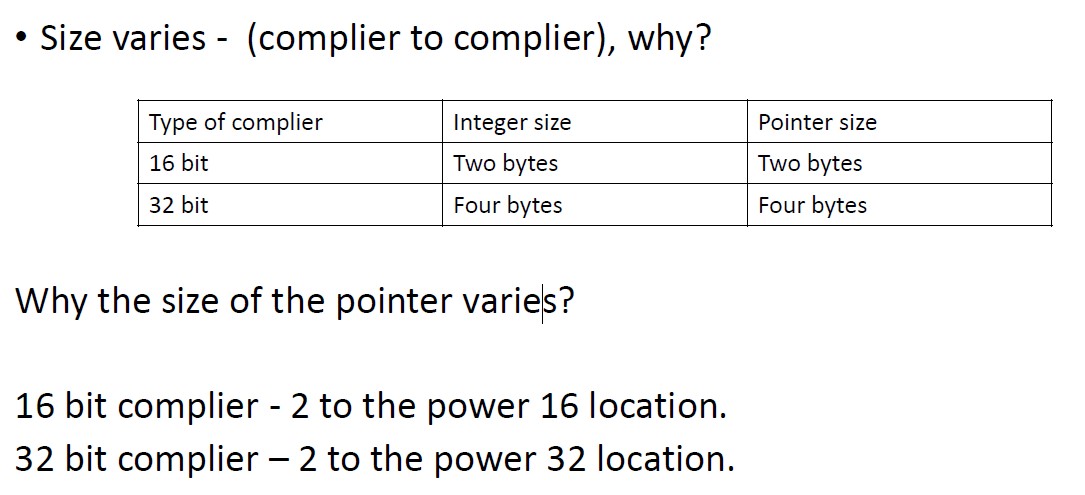 • Size varies -  (complier to complier), why?
Type of complier Integer size Pointer size
16 bit Two bytes Two bytes
32 bit Four bytes Four bytes
Why the size of the pointer varies?
16 bit complier - 2 to the power 16 location.
32 bit complier – 2 to the power 32 location.